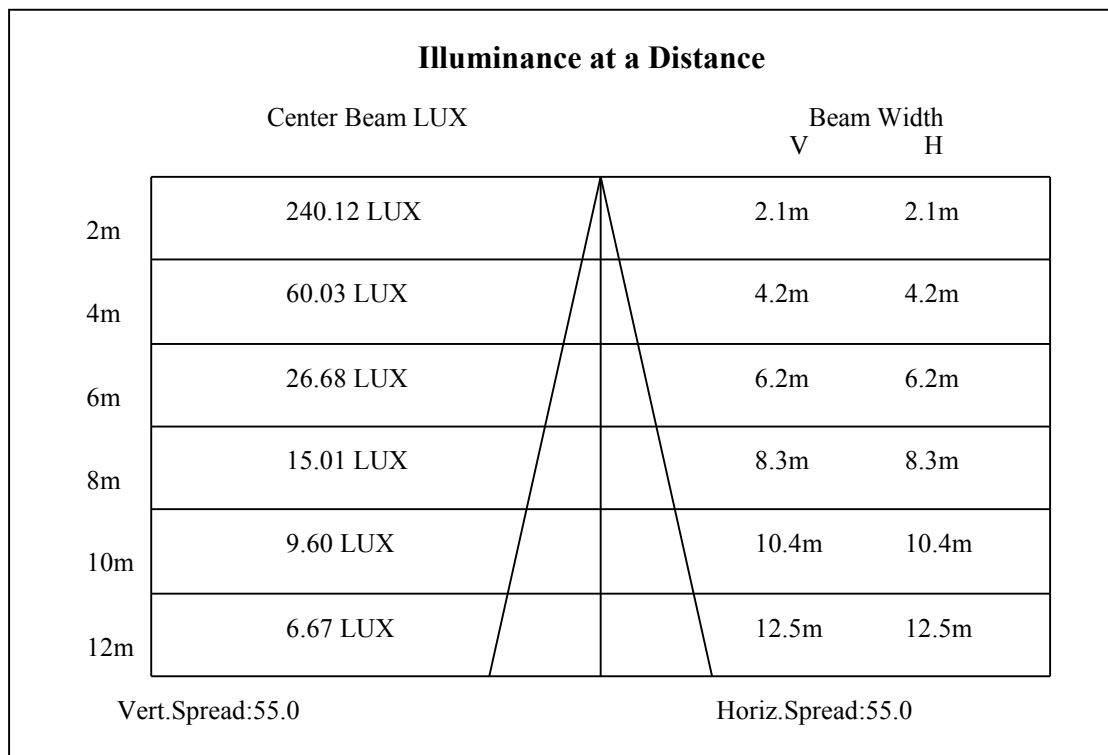 Illuminance at a Distance
Center Beam LUX Beam Width
V H
2m 240.12 LUX 2.1m 2.1m
4m 60.03 LUX 4.2m 4.2m
6m 26.68 LUX 6.2m 6.2m
8m 15.01 LUX 8.3m 8.3m
10m 9.60 LUX 10.4m 10.4m
12m 6.67 LUX 12.5m 12.5m
Vert.Spread:55.0 Horiz.Spread:55.0